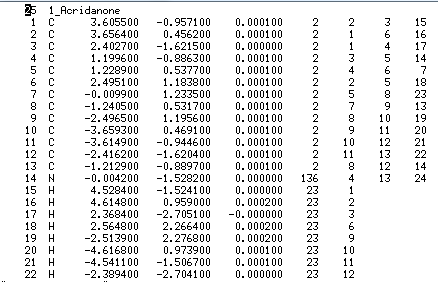 25 1_Acridanone
1 C 3.605500 -0.957100 0.000100 2 2 3 15
2 C 3.656400 0.456200 0.000100 2 1 6 16
3 C 2.402700 -1.621500 0.000000 2 1 4 17
4 C 1.199600 -0.886300 0.000100 2 3 5 14
5 C 1.228900 0.537700 0.000100 2 4 6 7
6 C 2.495100 1.183800 0.000100 2 2 5 18
7 C -0.009900 1.233500 0.000100 2 5 8 23
8 C -1.240500 0.531700 0.000100 2 7 9 13
9 C -2.496500 1.195600 0.000100 2 8 10 19
10 C -3.659300 0.469100 0.000100 2 9 11 20
11 C -3.614900 -0.944600 0.000100 2 10 12 21
12 C -2.416200 -1.620400 0.000100 2 11 13 22
13 C -1.212900 -0.889700 0.000100 2 8 12 14
14 N -0.004200 -1.528200 0.000000 136 4 13 24
15 H 4.528400 -1.524100 0.000000 23 1
16 H 4.614800 0.959000 0.000200 23 2
17 H 2.368400 -2.705100 -0.000000 23 3
18 H 2.564800 2.266400 0.000200 23 6
19 H -2.513900 2.276800 0.000200 23 9
20 H -4.616800 0.973900 0.000100 23 10
21 H -4.541100 -1.506700 0.000100 23 11
22 H -2.389400 -2.704100 0.000000 23 12